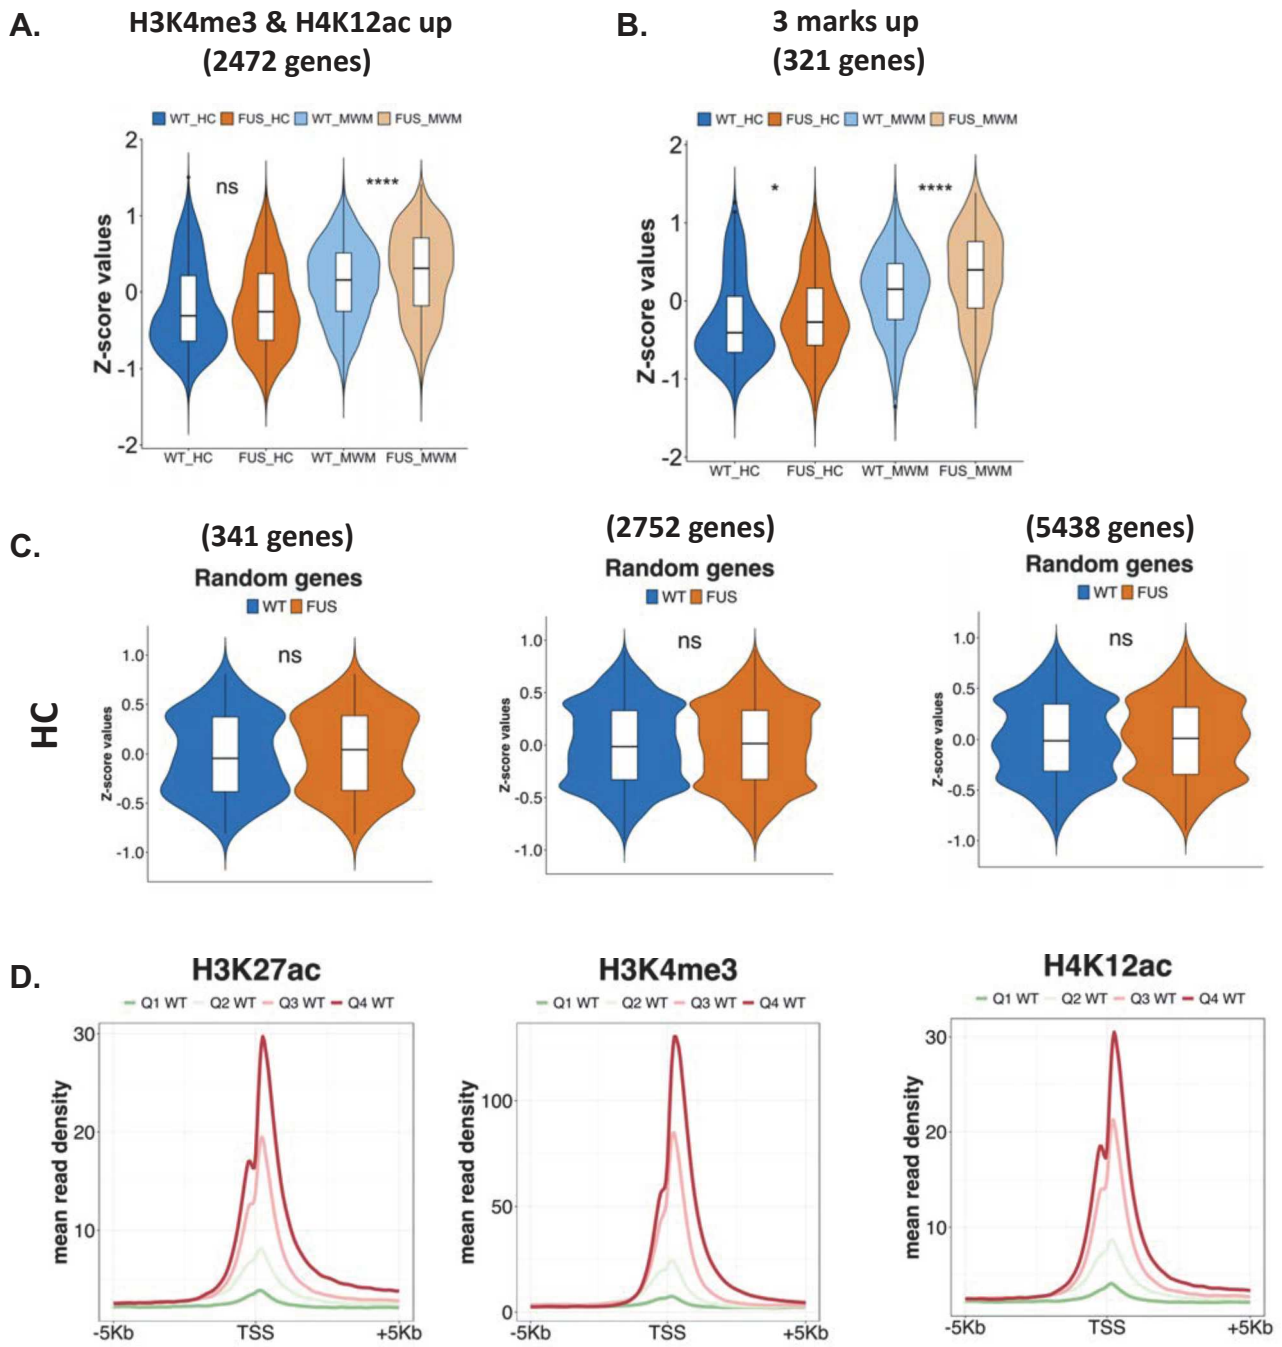 A.
H3K4me3 & H4K12ac up
(2472 genes)
WT_HC FUS_HC WT_MWM FUS_MWM
Z-score values
2
1
0
-1
-2
ns
****
WT_HC FUS_HC WT_MWM FUS_MWM
B.
3 marks up
(321 genes)
WT_HC FUS_HC WT_MWM FUS_MWM
Z-score values
2
1
0
-1
-2
*
****
WT_HC FUS_HC WT_MWM FUS_MWM
C.
HC
(341 genes)
Random genes
WT FUS
Z-score values
1.0
0.5
0.0
-0.5
-1.0
ns
(2752 genes)
Random genes
WT FUS
Z-score values
1.0
0.5
0.0
-0.5
-1.0
ns
(5438 genes)
Random genes
WT FUS
Z-score values
1.0
0.5
0.0
-0.5
-1.0
ns
D.
H3K27ac
Q1 WT Q2 WT Q3 WT Q4 WT
mean read density
30
20
10
-5Kb TSS +5Kb
H3K4me3
Q1 WT Q2 WT Q3 WT Q4 WT
mean read density
100
50
0
-5Kb TSS +5Kb
H4K12ac
Q1 WT Q2 WT Q3 WT Q4 WT
mean read density
30
20
10
-5Kb TSS +5Kb